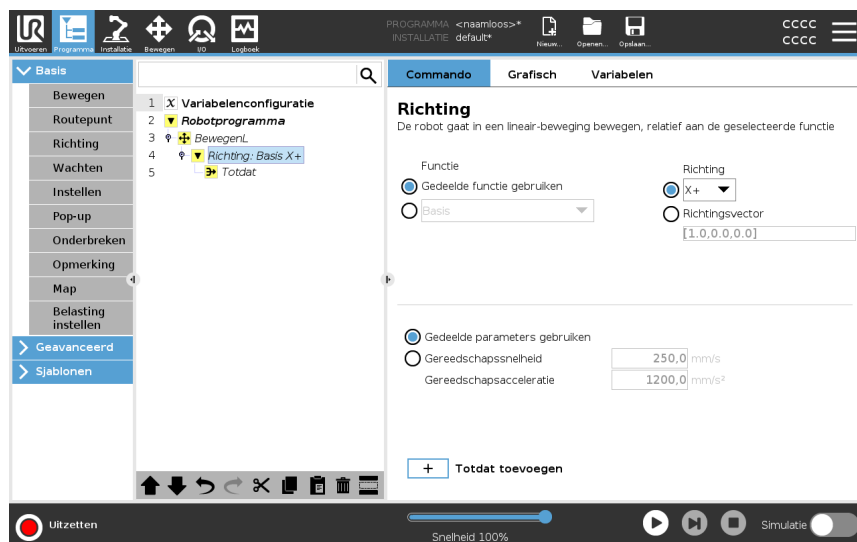 UR
PROGRAMMA <naamloos>*
INSTALLATIE default*
CCCC
CCCC
Uitvoeren Programma Installatie Bewegen I/O Logboek Nieuw... Openen... Opslaan...
Basis
Bewegen
Routepunt
Richting
Wachten
Instellen
Pop-up
Onderbreken
Opmerking
Map
Belasting
instellen
Geavanceerd
Sjablonen
1 X Variabelenconfiguratie
2 Robotprogramma
3 BewegenL
4 Richting: Basis X+
5 Totdat
Commando Grafisch Variabelen
Richting
De robot gaat in een lineair-beweging bewegen, relatief aan de geselecteerde functie
Functie
Gedeelde functie gebruiken
Basis
Richting
X+
Richtingsvector
[1.0,0.0,0.0]
Gedeelde parameters gebruiken
Gereedschapssnelheid 250,0 mm/s
Gereedschapsacceleratie 1200,0 mm/s²
+ Totdat toevoegen
Uitzetten
Snelheid 100%
Simulatie